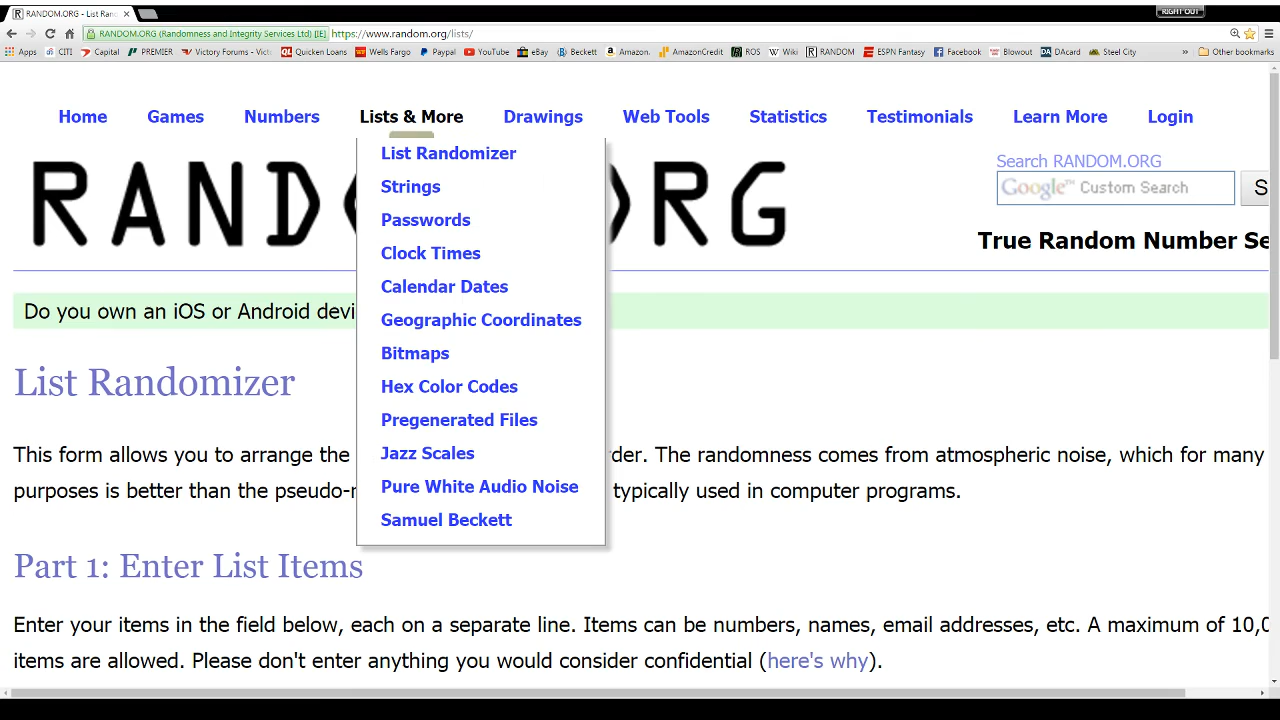 RANDOM.ORG - List Rand
RIGHT OUT
RANDOM.ORG (Randomness and Integrity Services Ltd) [IE] https://www.random.org/lists/
Apps CITI Capital PREMIER Victory Forums - Vict Quicken Loans Wells Fargo Paypal YouTube eBay Beckett Amazon. AmazonCredit ROS Wiki RANDOM ESPN Fantasy Facebook Blowout DAcard Steel City » Other bookmarks
Home Games Numbers Lists & More Drawings Web Tools Statistics Testimonials Learn More Login
List Randomizer
Strings
Passwords
Clock Times
Calendar Dates
Geographic Coordinates
Bitmaps
Hex Color Codes
Pregenerated Files
Jazz Scales
Pure White Audio Noise
Samuel Beckett
RAND ORG
Search RANDOM.ORG
Google™ Custom Search S
True Random Number Se
Do you own an iOS or Android devi
List Randomizer
This form allows you to arrange the rder. The randomness comes from atmospheric noise, which for many
purposes is better than the pseudo-r typically used in computer programs.
Part 1: Enter List Items
Enter your items in the field below, each on a separate line. Items can be numbers, names, email addresses, etc. A maximum of 10,0
items are allowed. Please don't enter anything you would consider confidential (here's why).